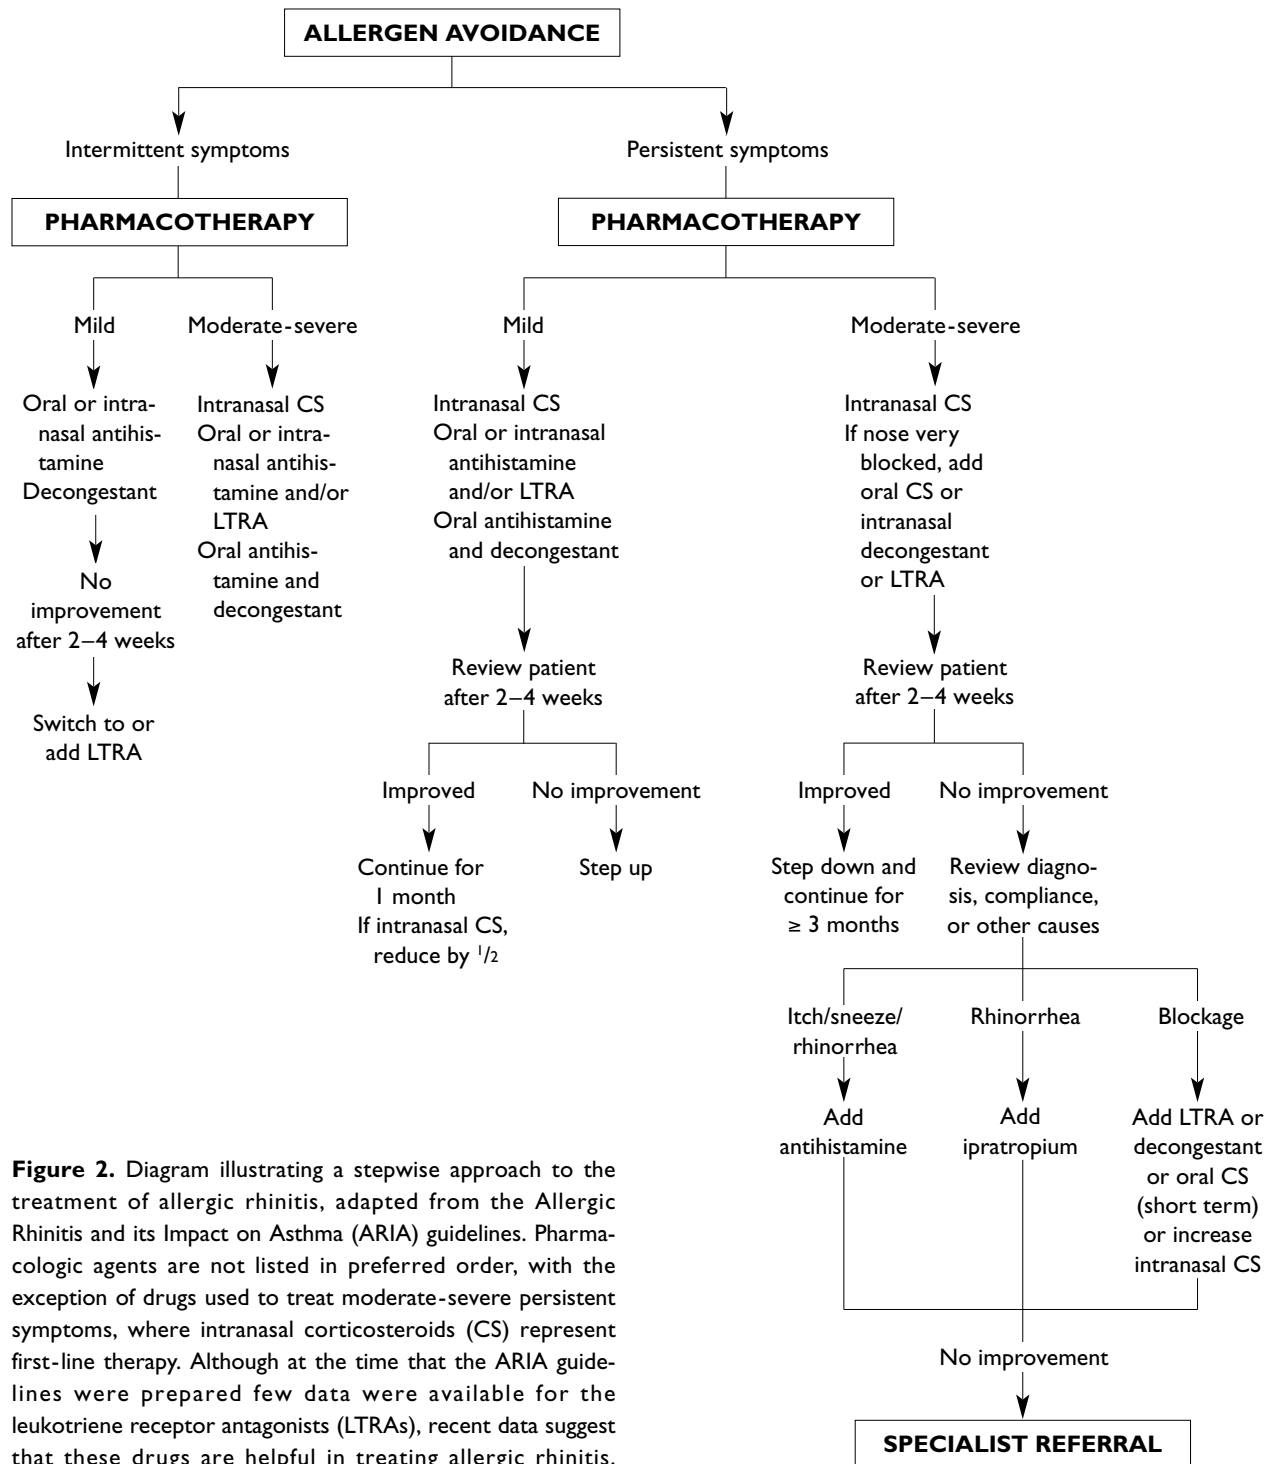 ALLERGEN AVOIDANCE
Intermittent symptoms
Persistent symptoms
PHARMACOTHERAPY
PHARMACOTHERAPY
Mild
Moderate-severe
Mild
Moderate-severe
Oral or intra-
nasal antihis-
tamine
Decongestant
No
improvement
after 2–4 weeks
Switch to or
add LTRA
Intranasal CS
Oral or intra-
nasal antihis-
tamine and/or
LTRA
Oral antihis-
tamine and
decongestant
Intranasal CS
Oral or intranasal
antihistamine
and/or LTRA
Oral antihistamine
and decongestant
Review patient
after 2–4 weeks
Improved
No improvement
Continue for
1 month
If intranasal CS,
reduce by 1/2
Step up
Intranasal CS
If nose very
blocked, add
oral CS or
intranasal
decongestant
or LTRA
Review patient
after 2–4 weeks
Improved
No improvement
Step down and
continue for
≥ 3 months
Review diagno-
sis, compliance,
or other causes
Itch/sneeze/
rhinorrhea
Rhinorrhea
Blockage
Add
antihistamine
Add
ipratropium
Add LTRA or
decongestant
or oral CS
(short term)
or increase
intranasal CS
No improvement
SPECIALIST REFERRAL
Figure 2. Diagram illustrating a stepwise approach to the
treatment of allergic rhinitis, adapted from the Allergic
Rhinitis and its Impact on Asthma (ARIA) guidelines. Pharma-
cologic agents are not listed in preferred order, with the
exception of drugs used to treat moderate-severe persistent
symptoms, where intranasal corticosteroids (CS) represent
first-line therapy. Although at the time that the ARIA guide-
lines were prepared few data were available for the
leukotriene receptor antagonists (LTRAs), recent data suggest
that these drugs are helpful in treating allergic rhinitis.